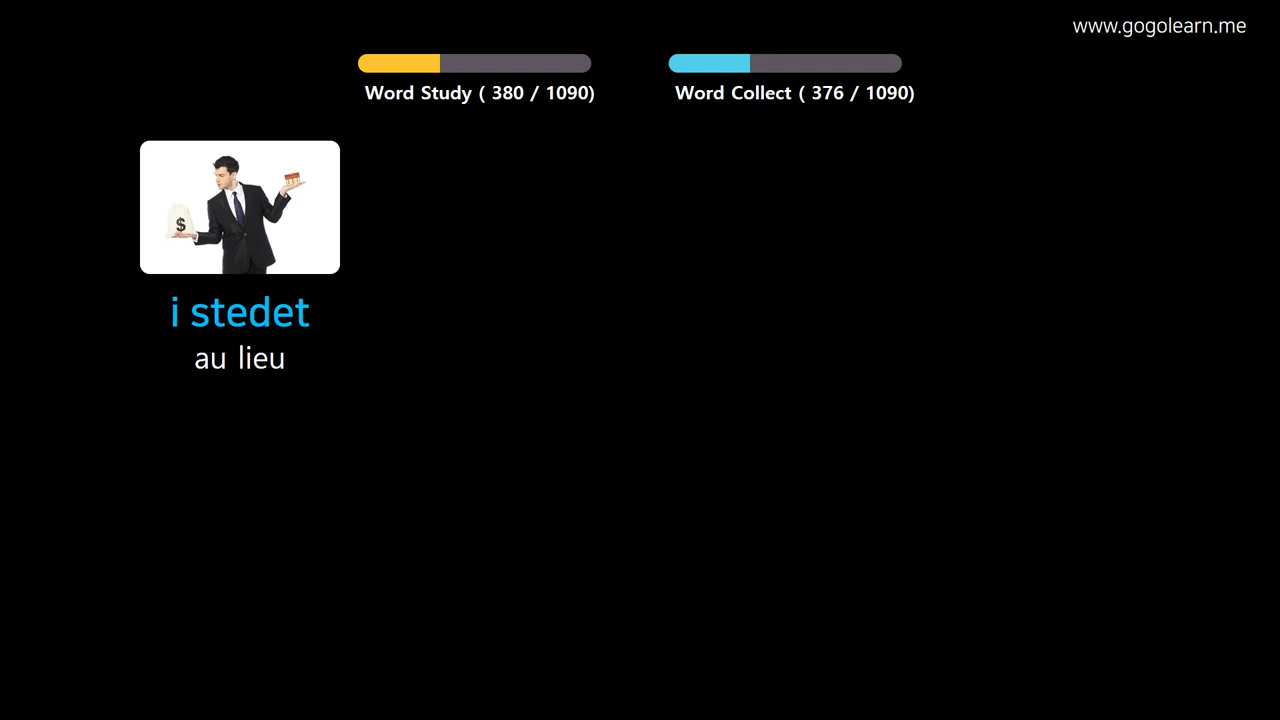 www.gogolearn.me
Word Study ( 380 / 1090)
Word Collect ( 376 / 1090)
$
i stedet
au lieu